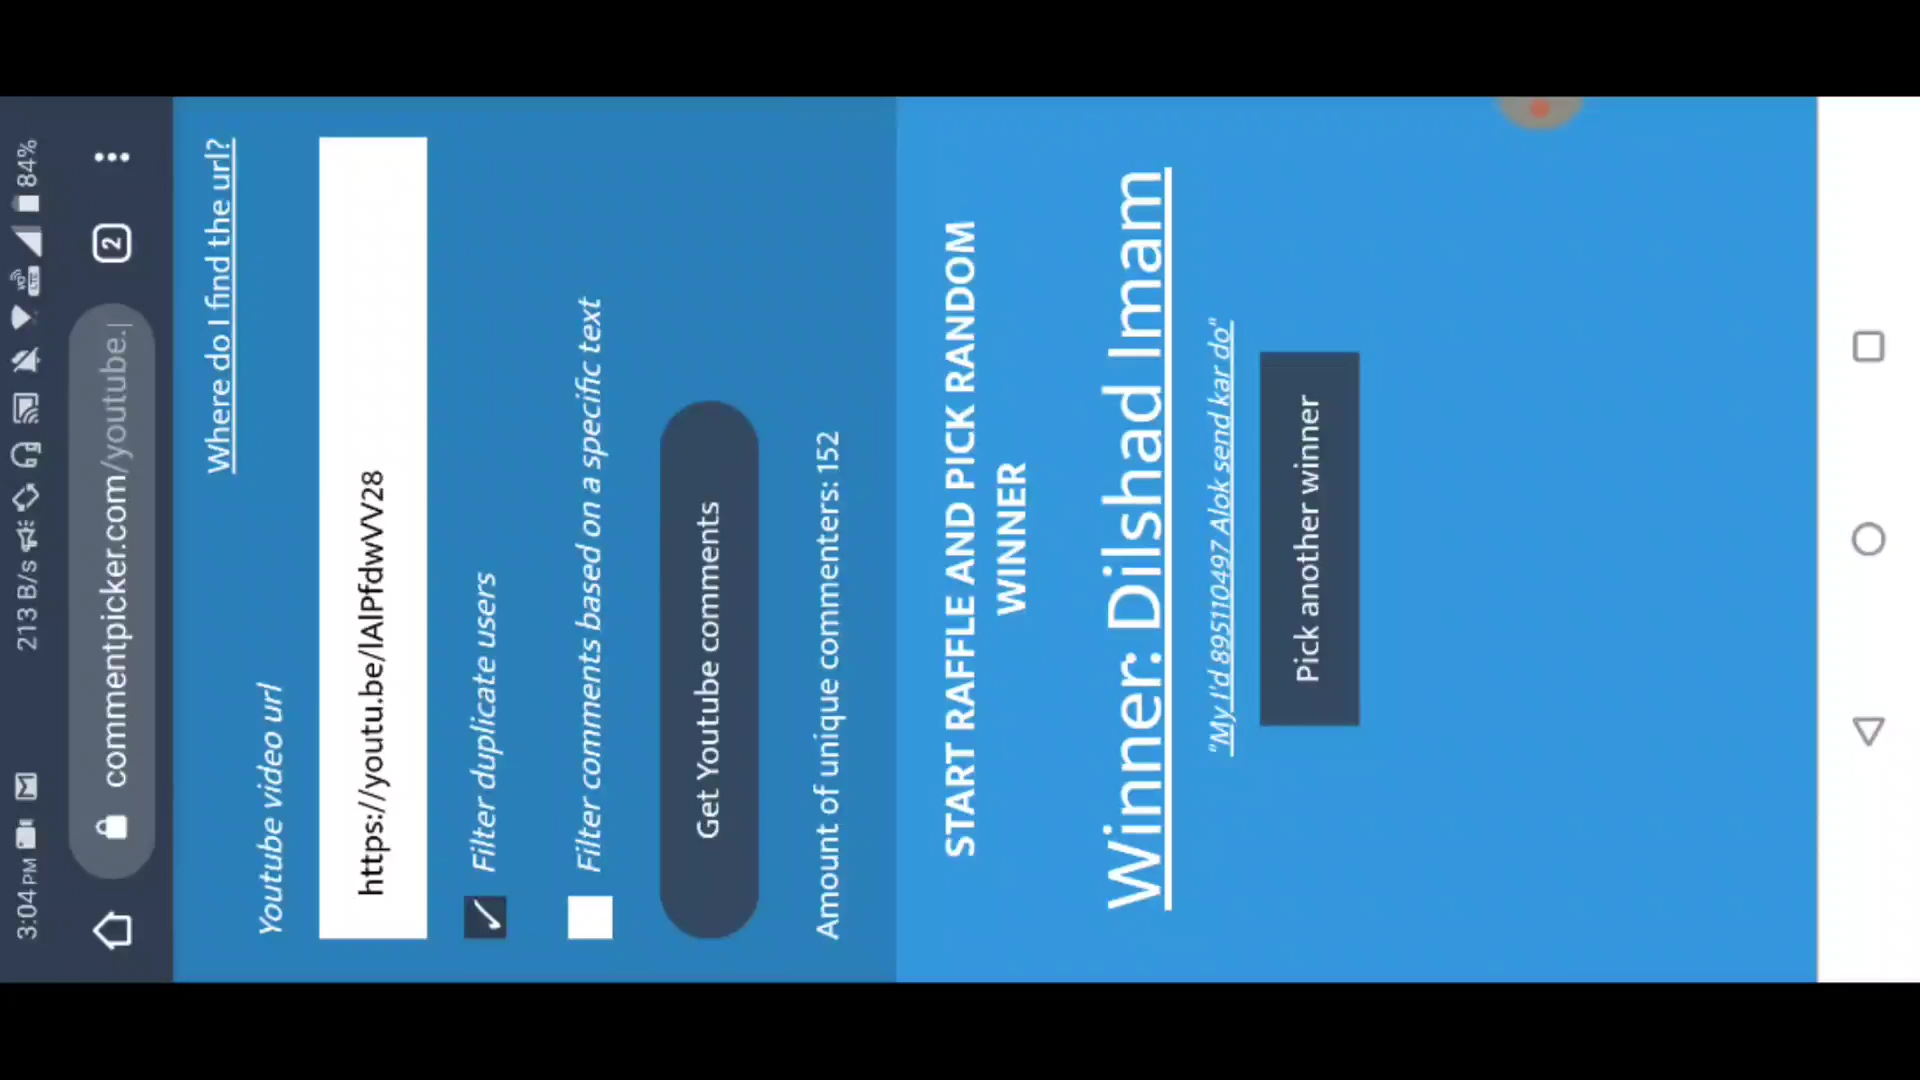 3:04 PM 213 B/s 84%
commentpicker.com/youtube.
2
Where do I find the url?
Youtube video url
https://youtu.be/lAlPfdwVV28
Filter duplicate users
Filter comments based on a specific text
Get Youtube comments
Amount of unique commenters: 152
START RAFFLE AND PICK RANDOM
WINNER
Winner: Dilshad Imam
"My I'd 895110497 Alok send kar do"
Pick another winner